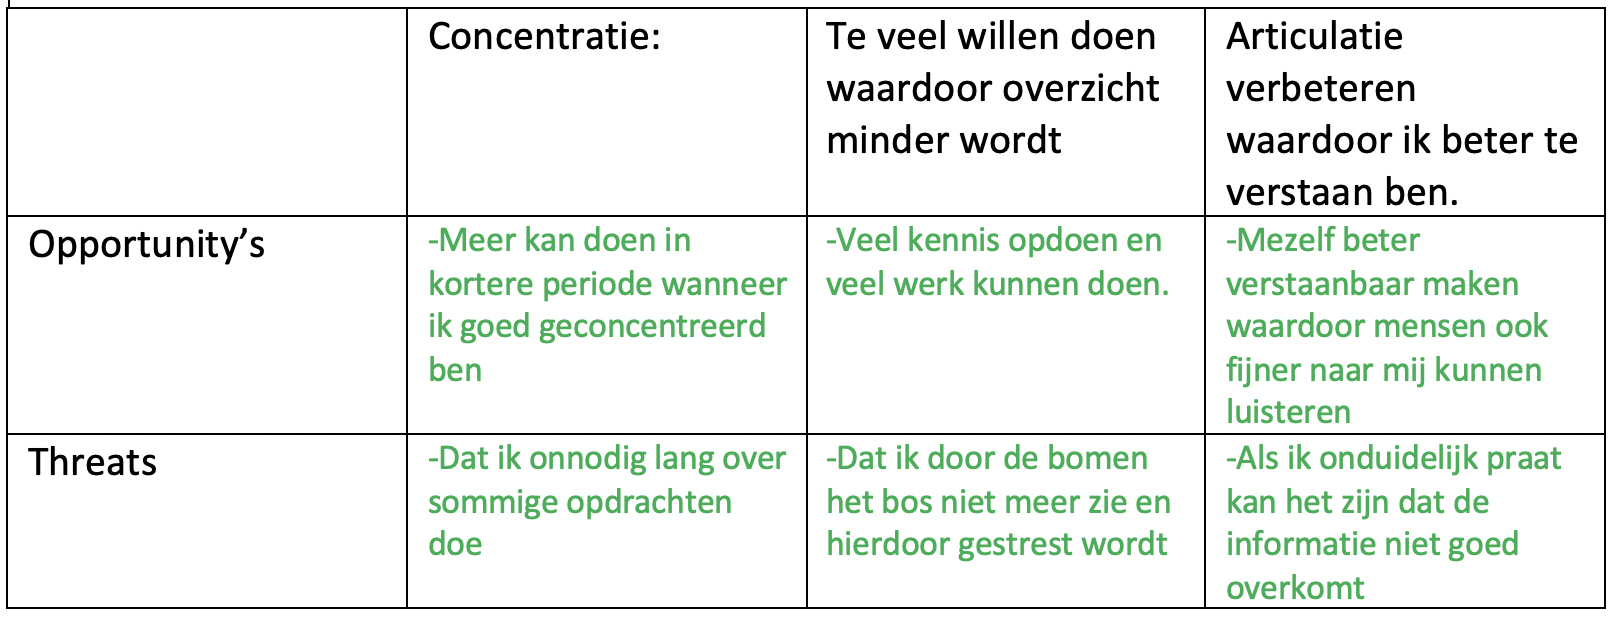 Concentratie:
Te veel willen doen
waardoor overzicht
minder wordt
Articulatie
verbeteren
waardoor ik beter te
verstaan ben.
Opportunity’s
-Meer kan doen in
kortere periode wanneer
ik goed geconcentreerd
ben
-Veel kennis opdoen en
veel werk kunnen doen.
-Mezelf beter
verstaanbaar maken
waardoor mensen ook
fijner naar mij kunnen
luisteren
Threats
-Dat ik onnodig lang over
sommige opdrachten
doe
-Dat ik door de bomen
het bos niet meer zie en
hierdoor gestrest wordt
-Als ik onduidelijk praat
kan het zijn dat de
informatie niet goed
overkomt